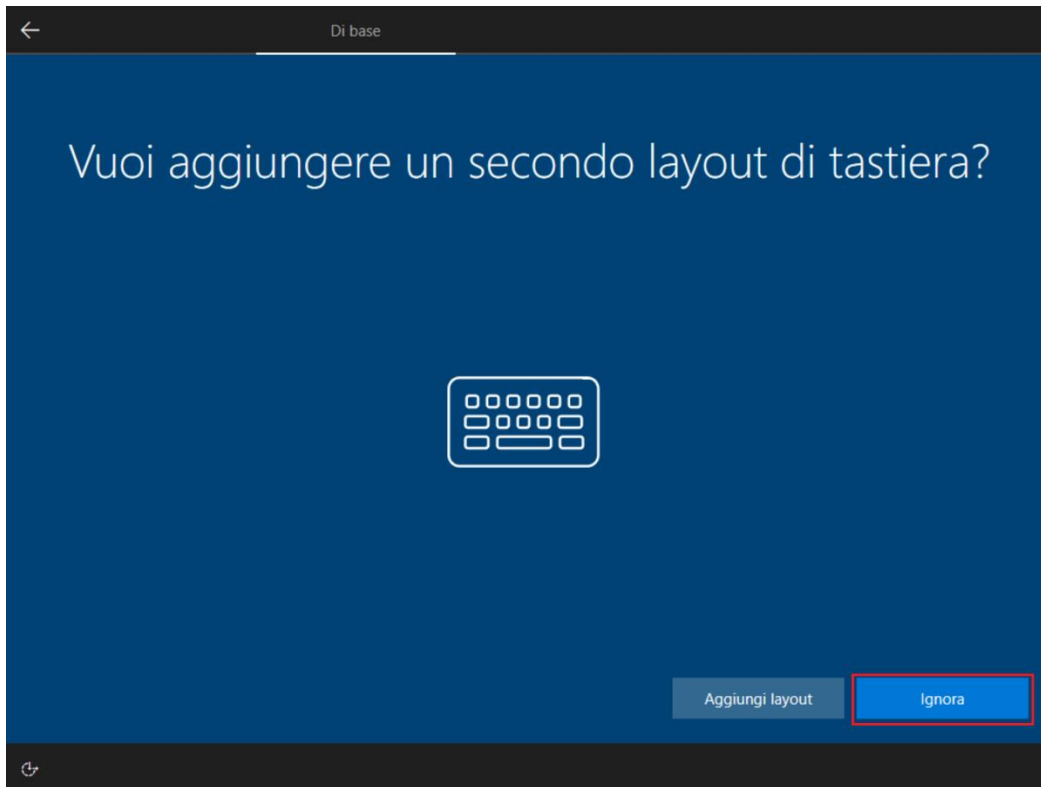 Di base
Vuoi aggiungere un secondo layout di tastiera?
Aggiungi layout
Ignora